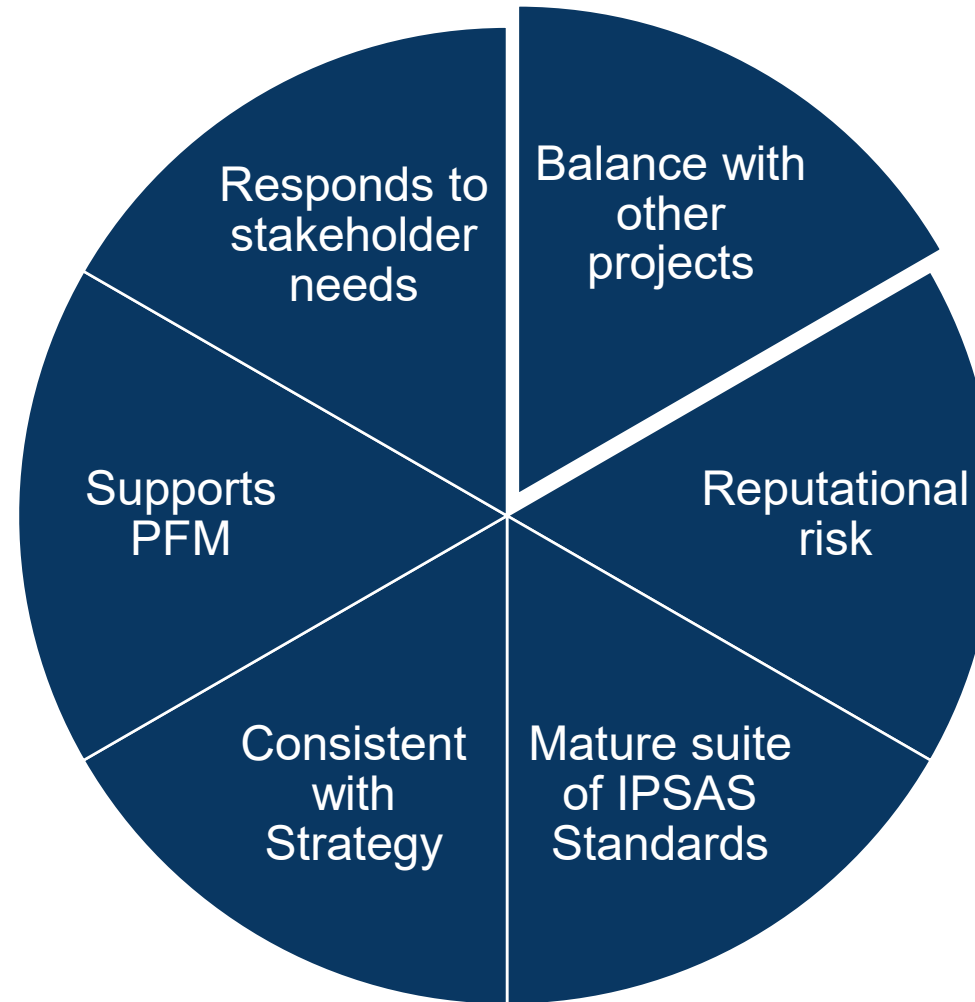 Responds to
stakeholder
needs
Balance with
other
projects
Supports
PFM
Reputational
risk
Consistent
with
Strategy
Mature suite
of IPSAS
Standards